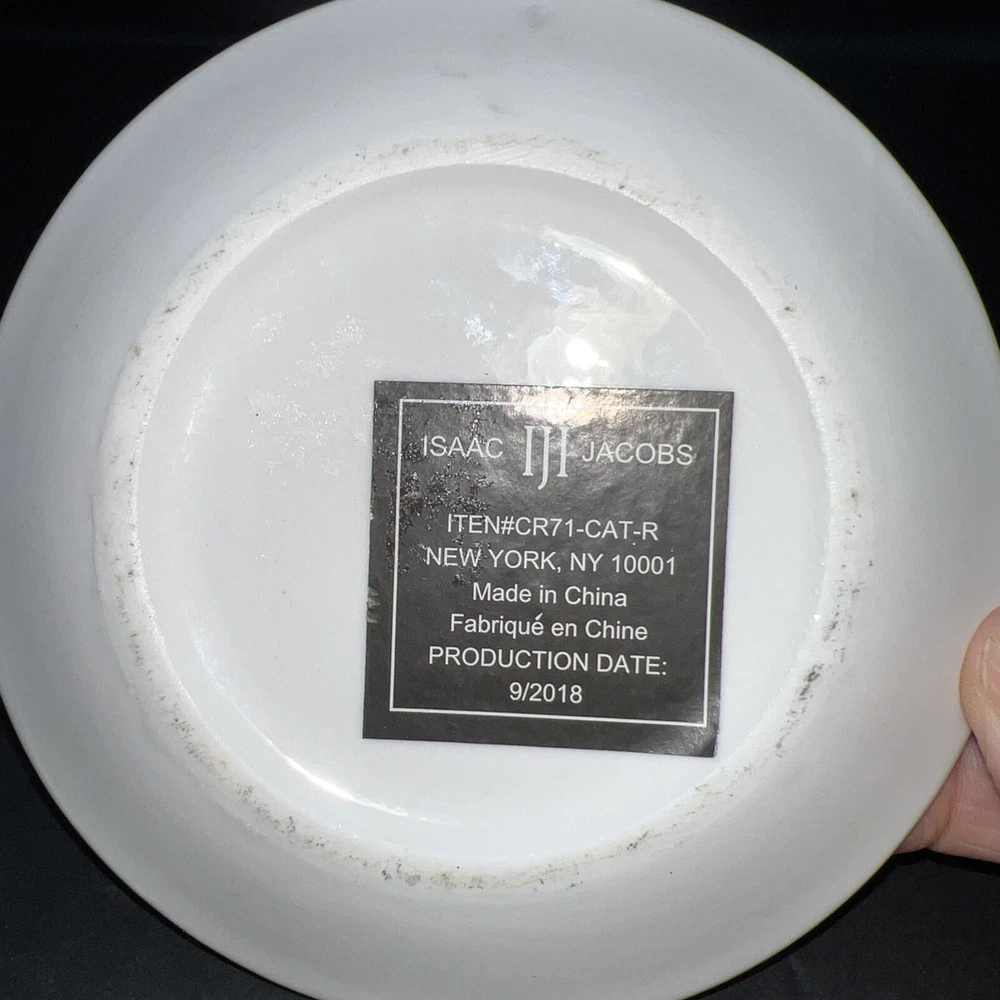 ISAAC IJI JACOBS
ITEN#CR71-CAT-R
NEW YORK, NY 10001
Made in China
Fabriqué en Chine
PRODUCTION DATE:
9/2018